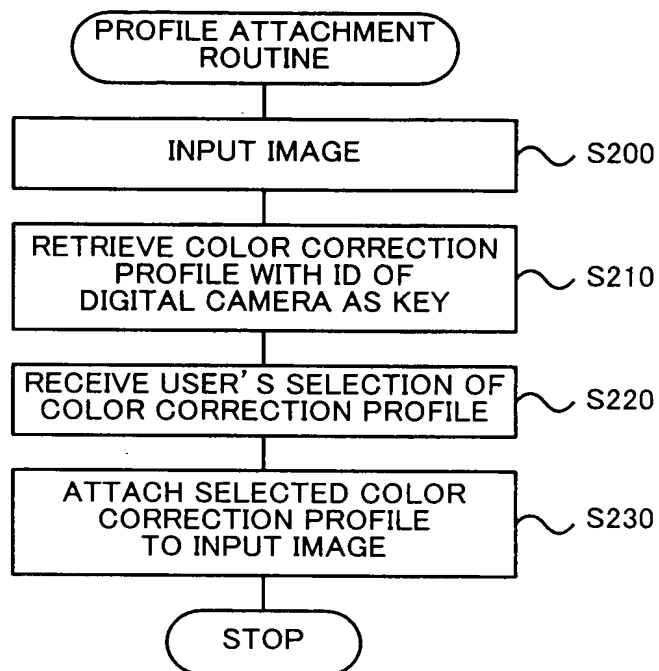 PROFILE ATTACHMENT
ROUTINE
INPUT IMAGE
S200
RETRIEVE COLOR CORRECTION
PROFILE WITH ID OF
DIGITAL CAMERA AS KEY
S210
RECEIVE USER'S SELECTION OF
COLOR CORRECTION PROFILE
S220
ATTACH SELECTED COLOR
CORRECTION PROFILE
TO INPUT IMAGE
S230
STOP